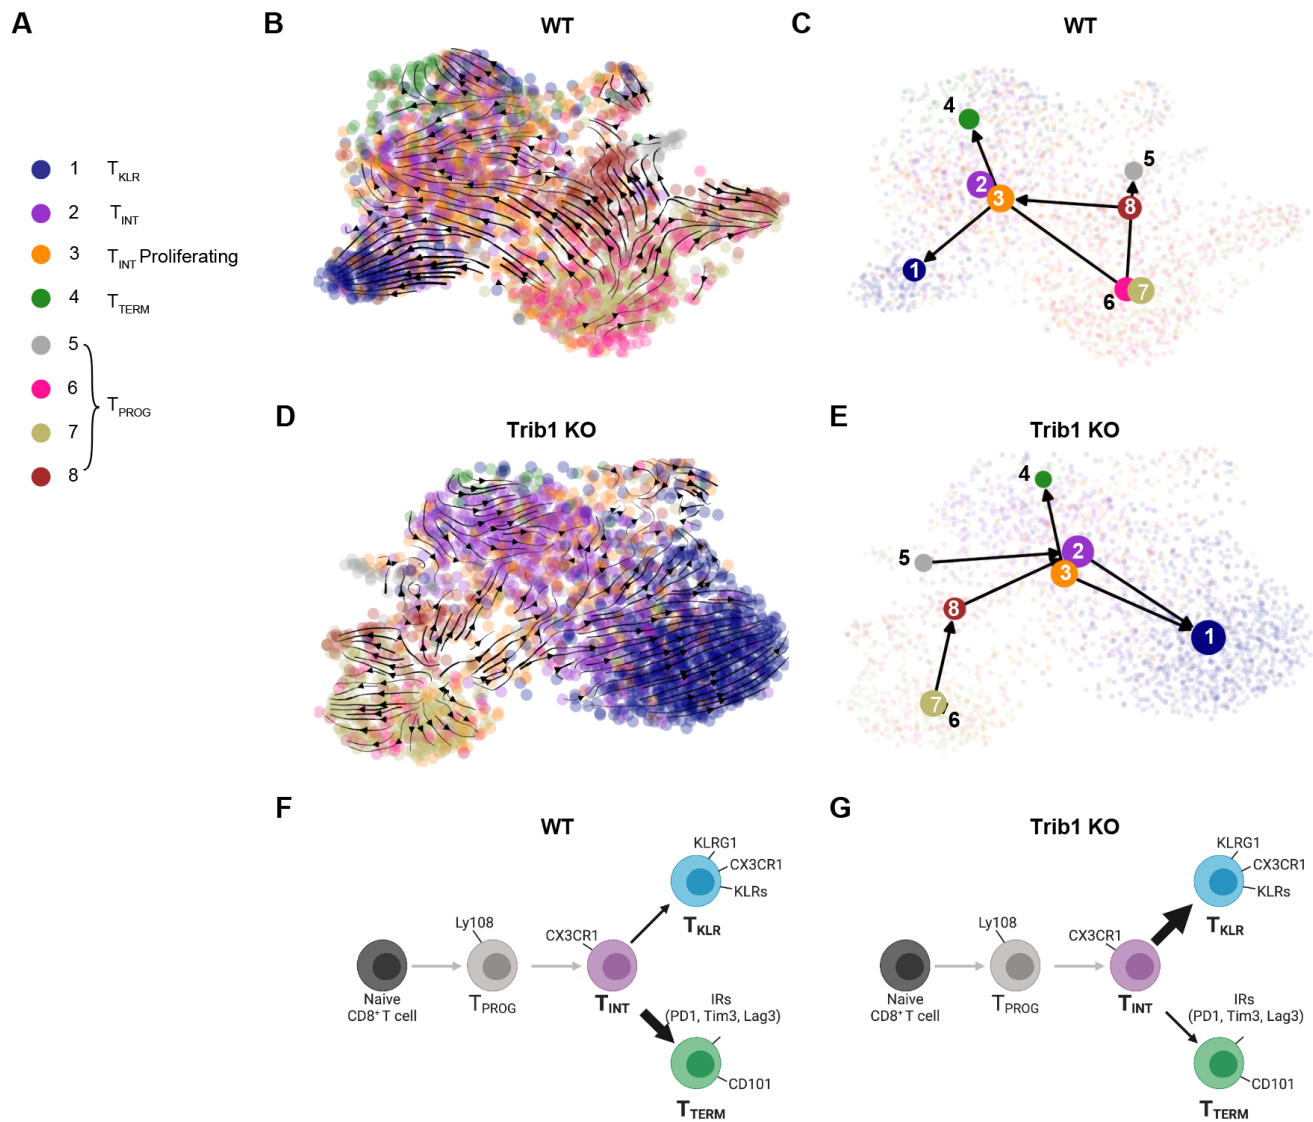 A
1 TKLR
2 TINT
3 TINT Proliferating
4 TTERM
5
6
7
8
TPROG
B
WT
C
WT
4
2
3
5
8
1
6
7
D
Trib1 KO
E
Trib1 KO
4
5
2
3
8
1
7
6
F
WT
KLRG1
CX3CR1
KLRs
TKLR
Ly108
CX3CR1
Naive
CD8+ T cell
TPROG
TINT
IRs
(PD1, Tim3, Lag3)
CD101
TTERM
G
Trib1 KO
KLRG1
CX3CR1
KLRs
TKLR
Ly108
CX3CR1
Naive
CD8+ T cell
TPROG
TINT
IRs
(PD1, Tim3, Lag3)
CD101
TTERM